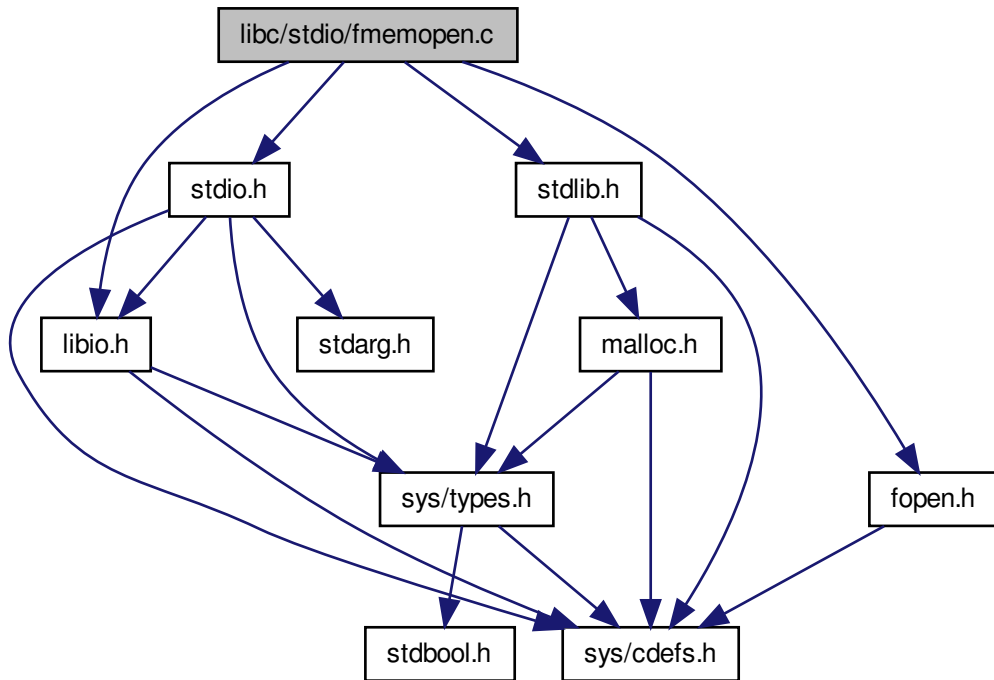 libc/stdio/fmemopen.c
stdio.h
stdlib.h
libio.h
stdarg.h
malloc.h
sys/types.h
fopen.h
stdbool.h
sys/cdefs.h